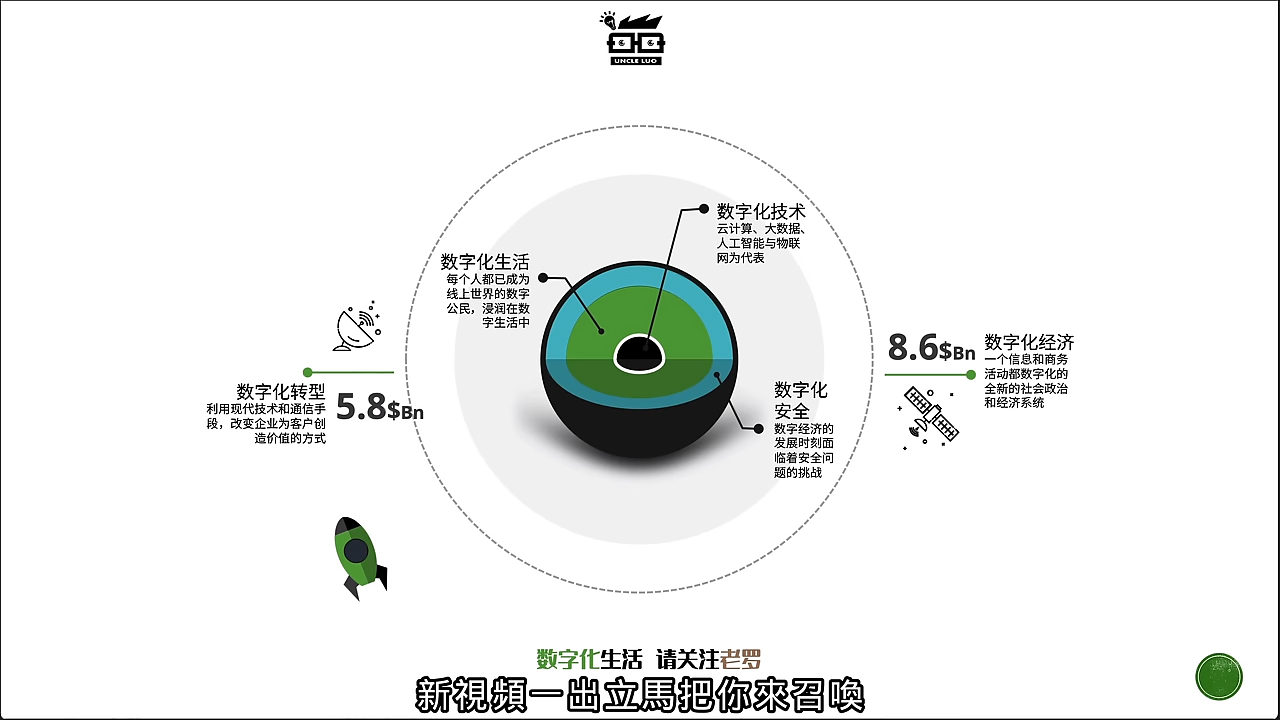 UNCLE LUO
数字化技术
云计算、大数据、
人工智能与物联
网为代表
数字化生活
每个人都已成为
线上世界的数字
公民，浸润在数
字生活中
8.6$Bn
数字化经济
一个信息和商务
活动都数字化的
全新的社会政治
和经济系统
数字化转型
利用现代技术和通信手
段，改变企业为客户创
造价值的方式
5.8$Bn
数字化
安全
数字经济的
发展时刻面
临着安全问
题的挑战
数字化生活 请关注老罗
新視頻一出立馬把你來召喚